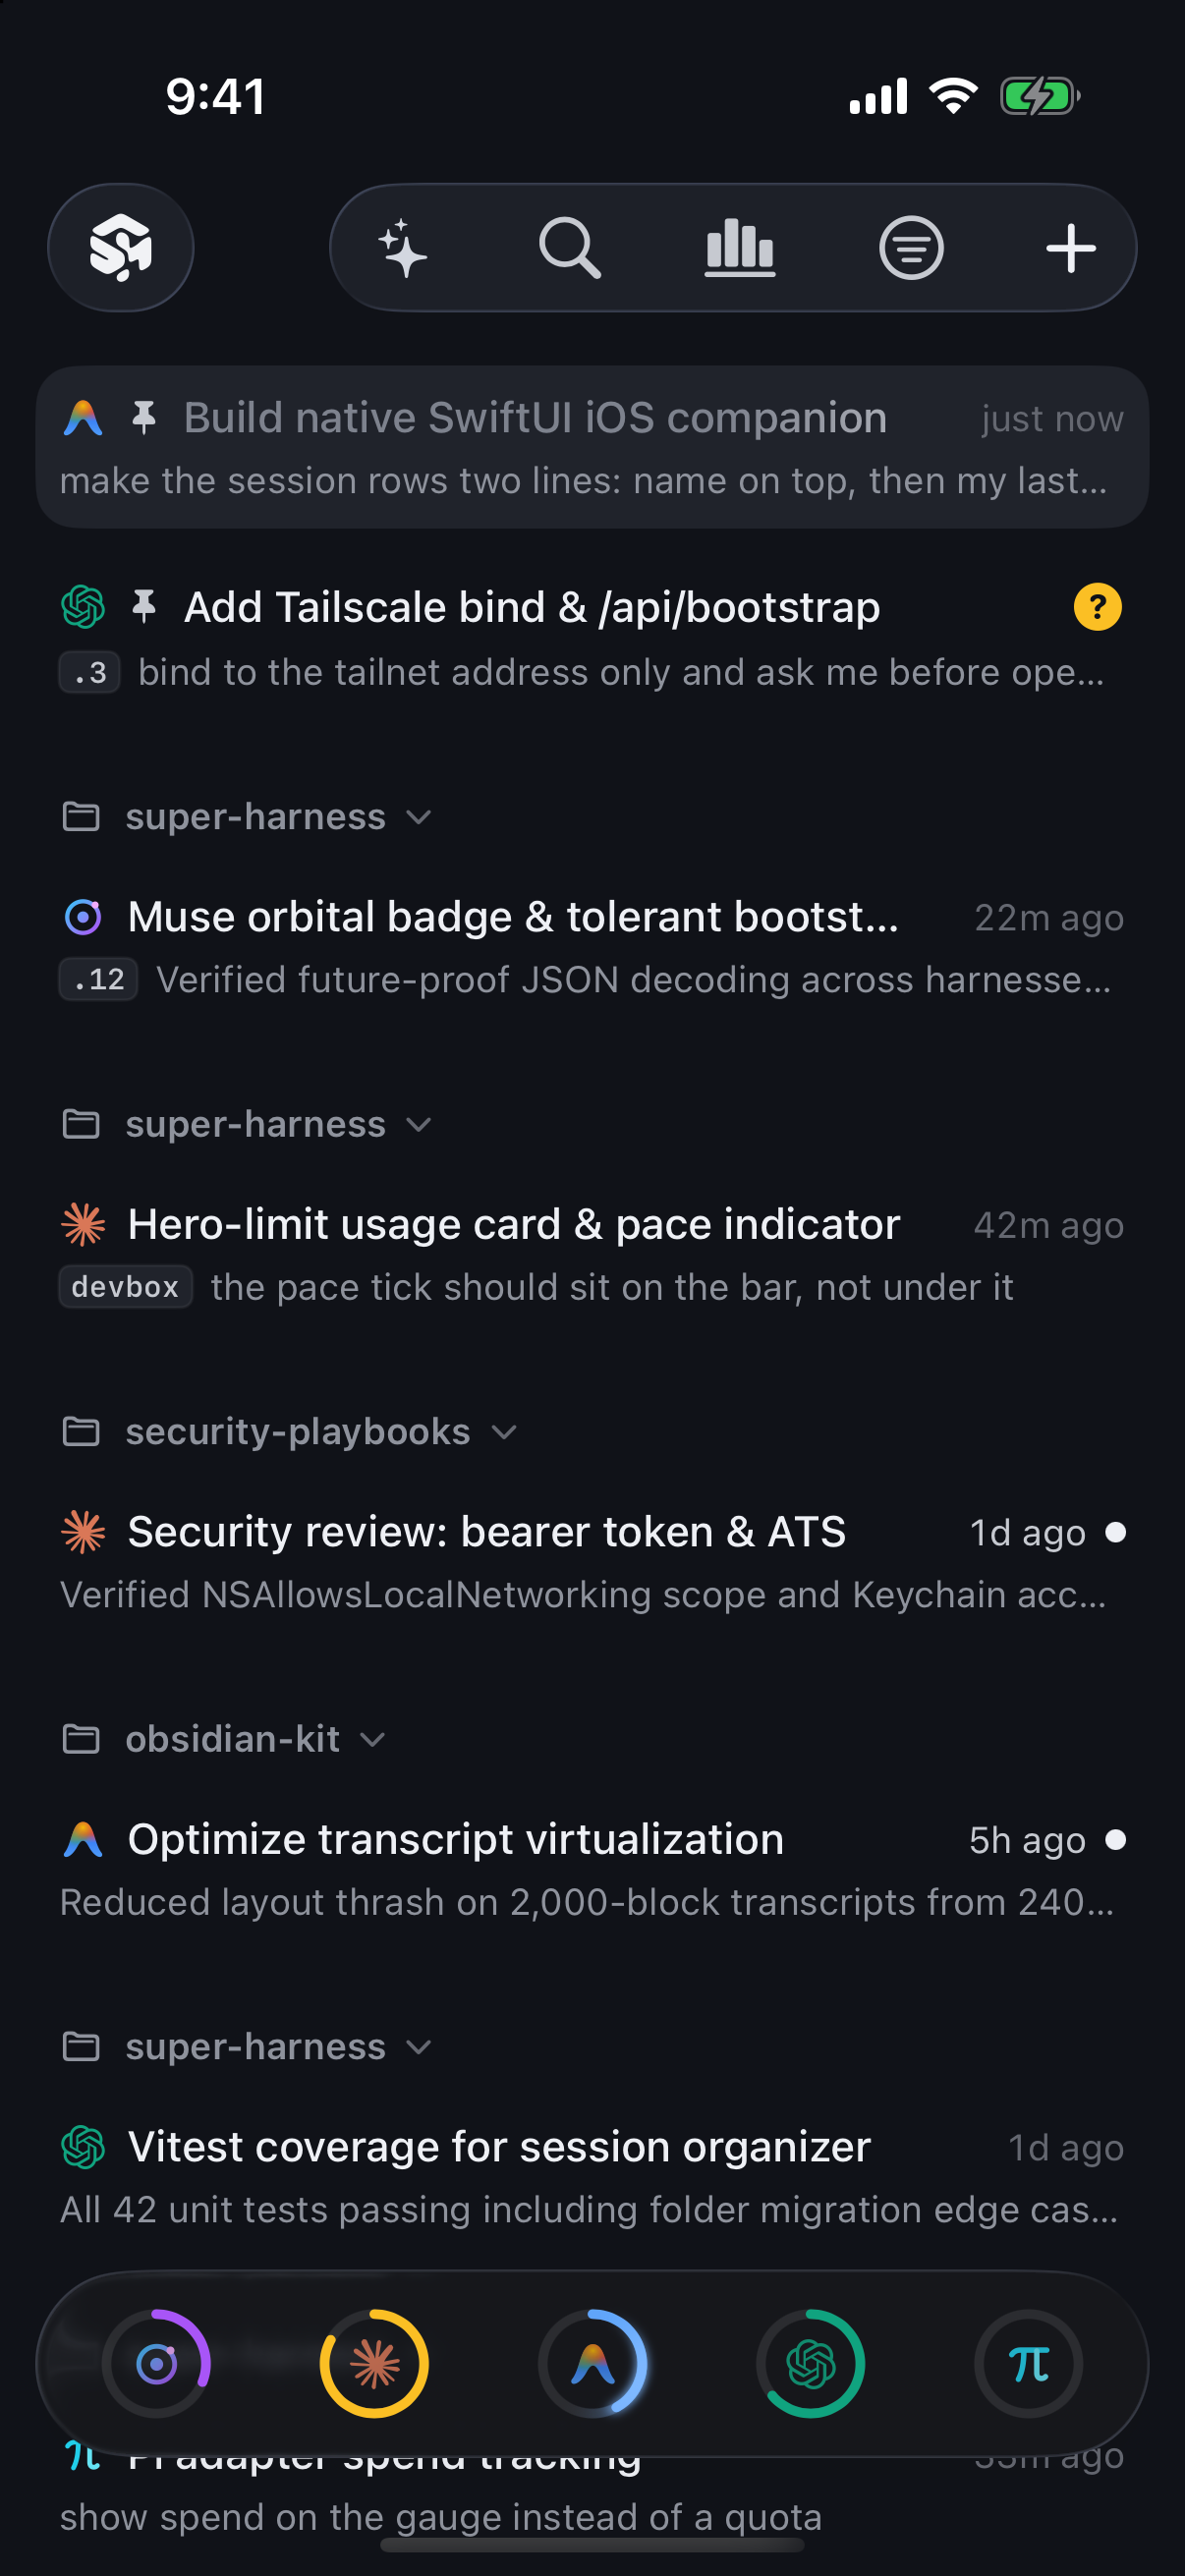 9:41
Build native SwiftUI iOS companion just now
make the session rows two lines: name on top, then my last...
Add Tailscale bind & /api/bootstrap ?
.3 bind to the tailnet address only and ask me before ope...
super-harness
Muse orbital badge & tolerant bootst... 22m ago
.12 Verified future-proof JSON decoding across harnesse...
super-harness
Hero-limit usage card & pace indicator 42m ago
devbox the pace tick should sit on the bar, not under it
security-playbooks
Security review: bearer token & ATS 1d ago
Verified NSAllowsLocalNetworking scope and Keychain acc...
obsidian-kit
Optimize transcript virtualization 5h ago
Reduced layout thrash on 2,000-block transcripts from 240...
super-harness
Vitest coverage for session organizer 1d ago
All 42 unit tests passing including folder migration edge cas...
π
π Pi adapter spend tracking ago
show spend on the gauge instead of a quota